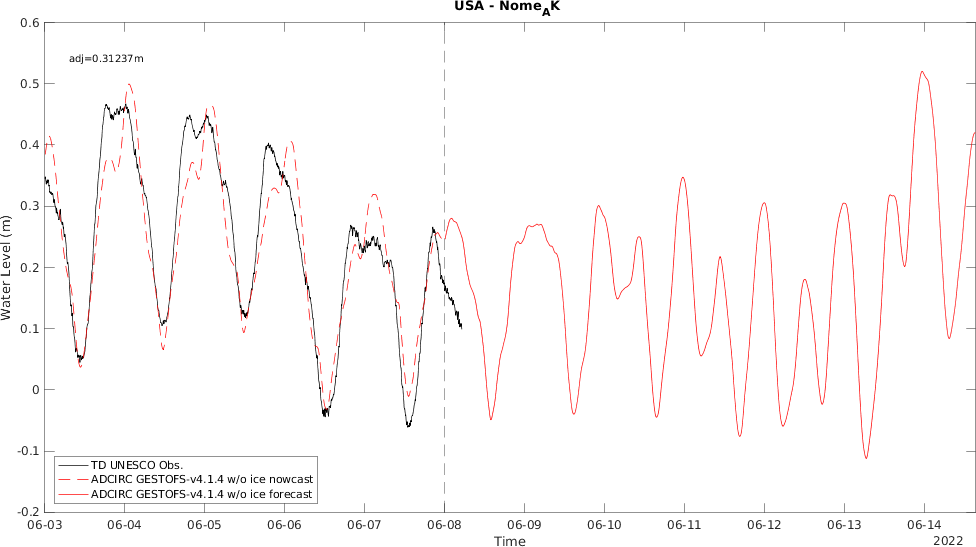 USA - Nome_AK
0.6
adj=0.31237m
0.5
0.4
0.3
0.2
0.1
0
-0.1
-0.2
Water Level (m)
TD UNESCO Obs.
ADCIRC GESTOFS-v4.1.4 w/o ice nowcast
ADCIRC GESTOFS-v4.1.4 w/o ice forecast
06-03 06-04 06-05 06-06 06-07 06-08 06-09 06-10 06-11 06-12 06-13 06-14
Time
2022